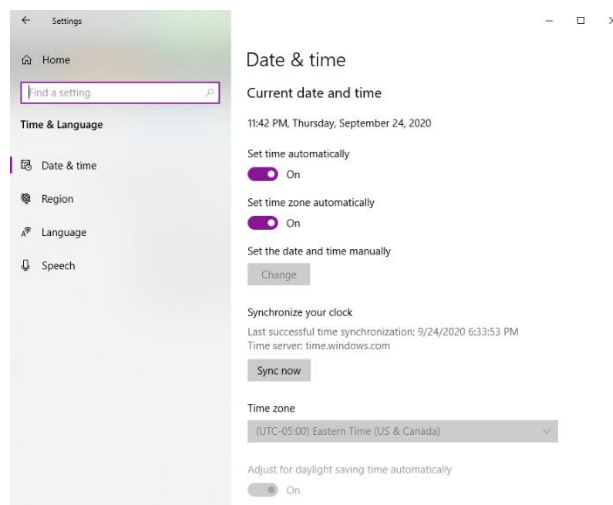 Settings
Home
Find a setting
Time & Language
Date & time
Region
Language
Speech
Date & time
Current date and time
11:42 PM, Thursday, September 24, 2020
Set time automatically
On
Set time zone automatically
On
Set the date and time manually
Change
Synchronize your clock
Last successful time synchronization: 9/24/2020 6:33:53 PM
Time server: time.windows.com
Sync now
Time zone
(UTC-05:00) Eastern Time (US & Canada)
Adjust for daylight saving time automatically
On